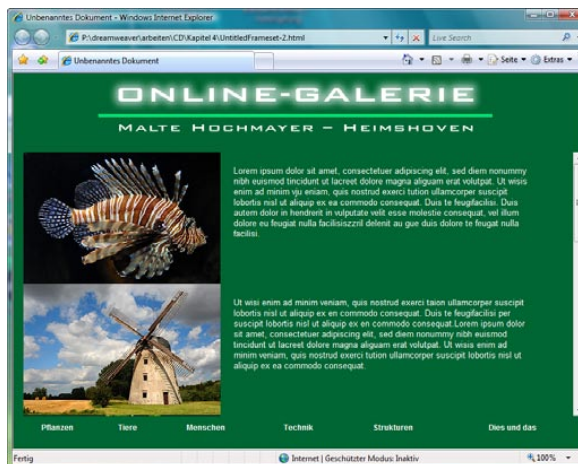 Unbenanntes Dokument - Windows Internet Explorer
P:\dreamweaver\arbeiten\CD\Kapitel 4\UntitledFrameset-2.html
Live Search
Unbenanntes Dokument
Seite
Extras
ONLINE-GALERIE
MALTE HOCHMAYER – HEIMSHOVEN
Lorem ipsum dolor sit amet, consectetuer adipiscing elit, sed diem nonummy
nibh euismod tincidunt ut lacreet dolore magna aliguam erat volutpat. Ut wisis
enim ad minim vju eniam, quis nostrud exerci tution ullamcorper suscipit
lobortis nisl ut aliquip ex en commodo consequat. Duis te feugifacilisi. Duis
autem dolor in hendrerit in vulputate velit esse molestie consequat, vel illum
dolore eu feugiat nulla facilisiszzril delenit au gue duis dolore te feugat nulla
facilisi.
Ut wisi enim ad minim veniam, quis nostrud exerci taion ullamcorper suscipit
lobortis nisl ut aliquip ex en commodo consequat. Duis te feugifacilisi per
suscipit lobortis nisl ut aliquip ex en commodo consequat.Lorem ipsum dolor
sit amet, consectetuer adipiscing elit, sed diem nonummy nibh euismod
tincidunt ut lacreet dolore magna aliguam erat volutpat. Ut wisis enim ad
minim veniam, quis nostrud exerci tution ullamcorper suscipit lobortis nisl ut
aliquip ex ea commodo consequat.
Pflanzen Tiere Menschen Technik Strukturen Dies und das
Fertig Internet | Geschützter Modus: Inaktiv 100%